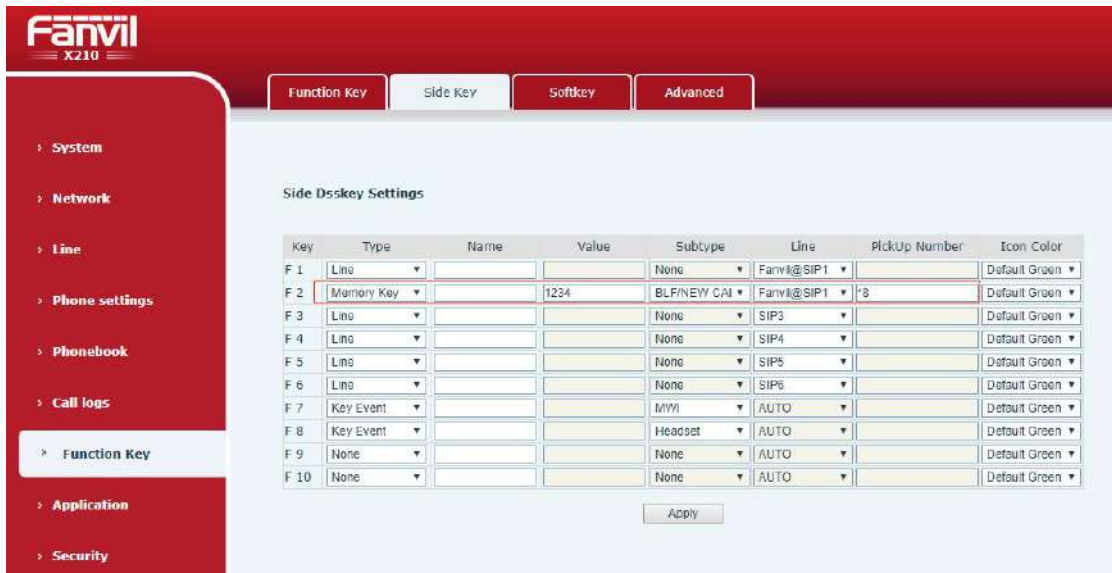 Fanvil
X210
Function Key Side Key Softkey Advanced
› System
› Network
› Line
› Phone settings
› Phonebook
› Call logs
› Function Key
› Application
› Security
Side Dsskey Settings
Key Type Name Value Subtype Line PickUp Number Icon Color
F 1 Line None Fanvil@SIP1 Default Green
F 2 Memory Key 1234 BLF/NEW CAI Fanvil@SIP1 *8 Default Green
F 3 Line None SIP3 Default Green
F 4 Line None SIP4 Default Green
F 5 Line None SIP5 Default Green
F 6 Line None SIP6 Default Green
F 7 Key Event MWI AUTO Default Green
F 8 Key Event Headset AUTO Default Green
F 9 None None AUTO Default Green
F 10 None None AUTO Default Green
Apply